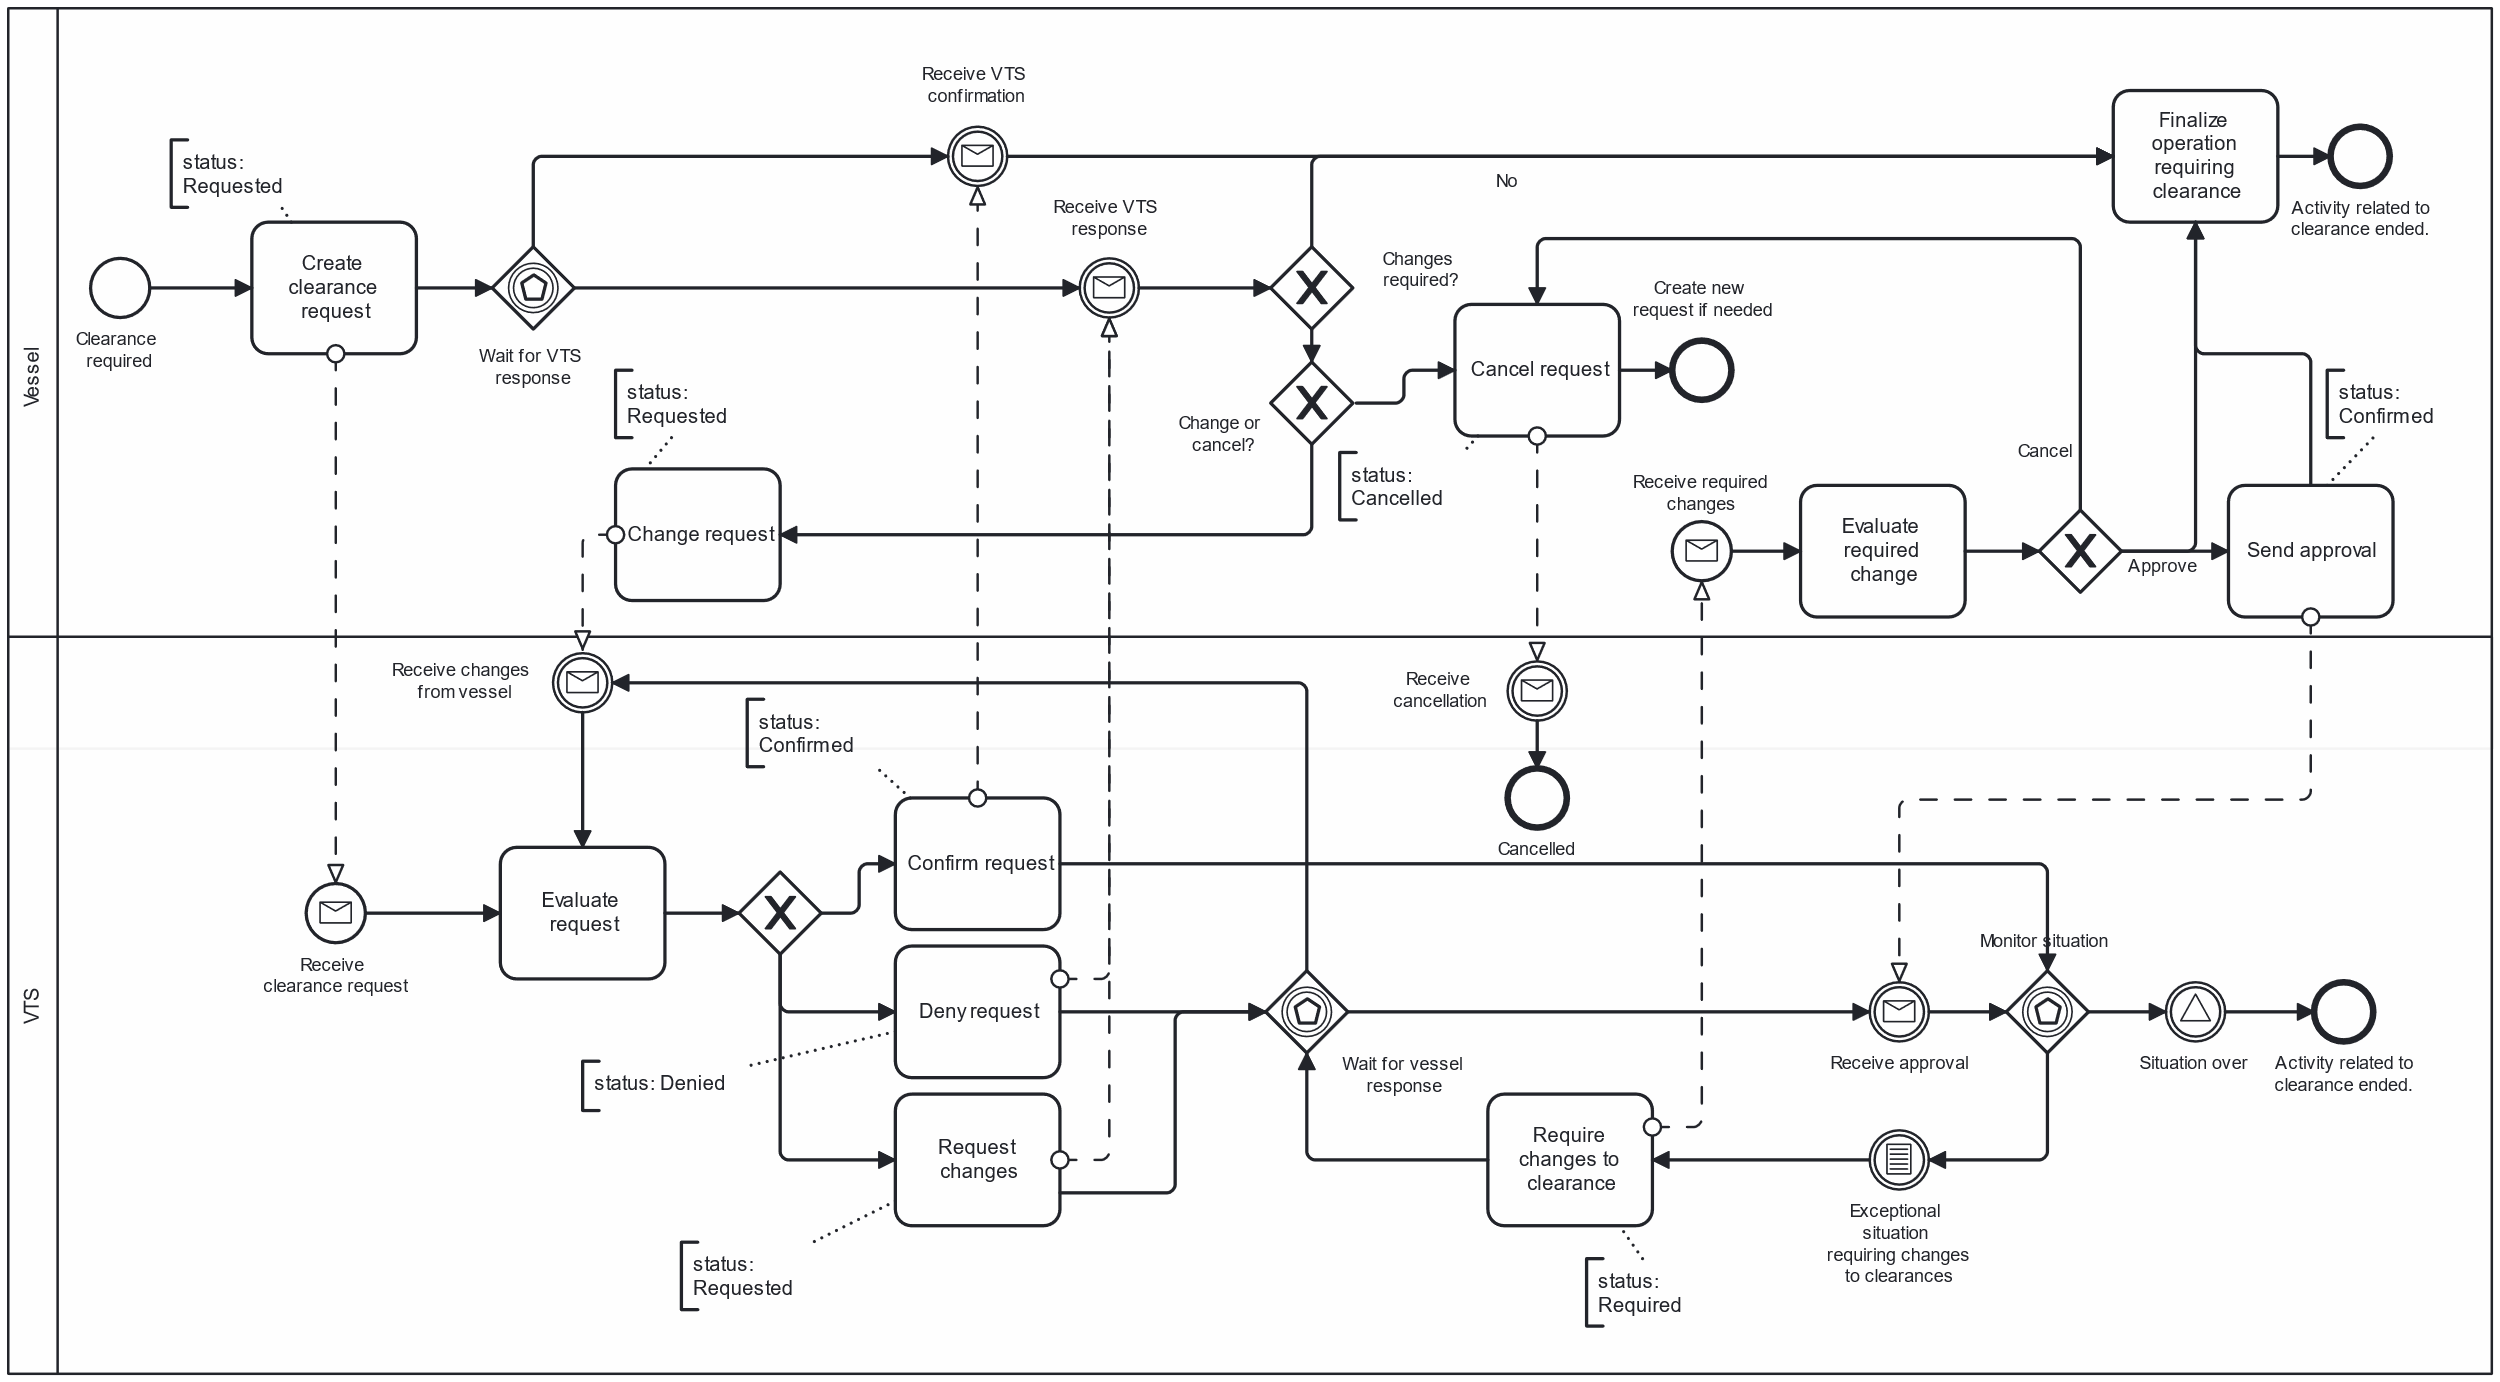 Vessel
Receive VTS
confirmation
status:
Requested
Create
clearance
request
Clearance
required
Wait for VTS
response
Receive VTS
response
No
Changes
required?
Finalize
operation
requiring
clearance
Activity related to
clearance ended.
Create new
request if needed
Cancel request
status:
Requested
Change or
cancel?
Change request
status:
Cancelled
Receive required
changes
Evaluate
required
change
Cancel
Approve
status:
Confirmed
Send approval
VTS
Receive changes
from vessel
status:
Confirmed
Receive
cancellation
Cancelled
Receive
clearance request
Evaluate
request
Confirm request
Deny request
status: Denied
Request
changes
status:
Requested
Wait for vessel
response
Monitor situation
Receive approval
Situation over
Activity related to
clearance ended.
Require
changes to
clearance
status:
Required
Exceptional
situation
requiring changes
to clearances